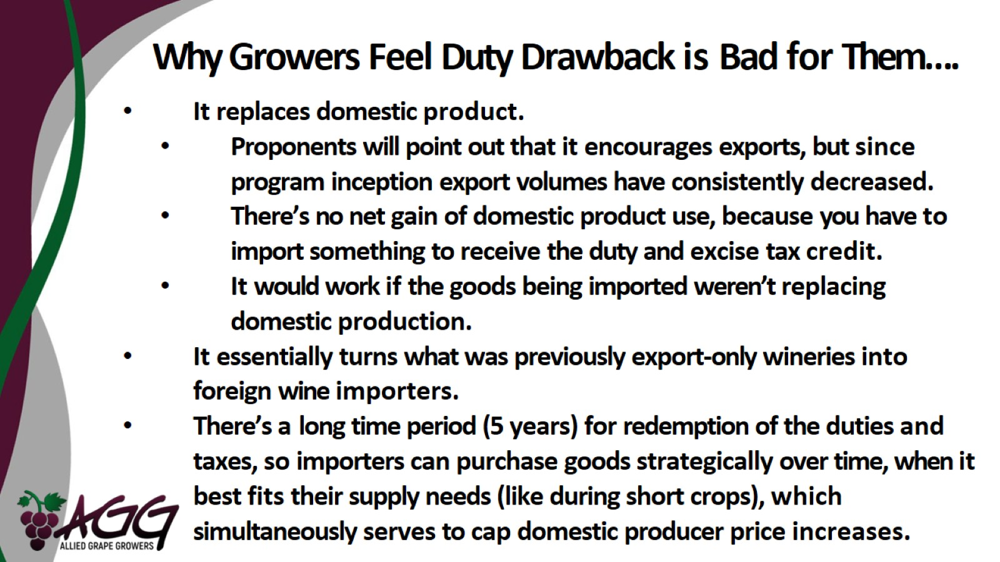 Why Growers Feel Duty Drawback is Bad for Them....
• It replaces domestic product.
• Proponents will point out that it encourages exports, but since
program inception export volumes have consistently decreased.
• There’s no net gain of domestic product use, because you have to
import something to receive the duty and excise tax credit.
• It would work if the goods being imported weren’t replacing
domestic production.
• It essentially turns what was previously export-only wineries into
foreign wine importers.
• There’s a long time period (5 years) for redemption of the duties and
taxes, so importers can purchase goods strategically over time, when it
best fits their supply needs (like during short crops), which
simultaneously serves to cap domestic producer price increases.
AGG
ALLIED GRAPE GROWERS